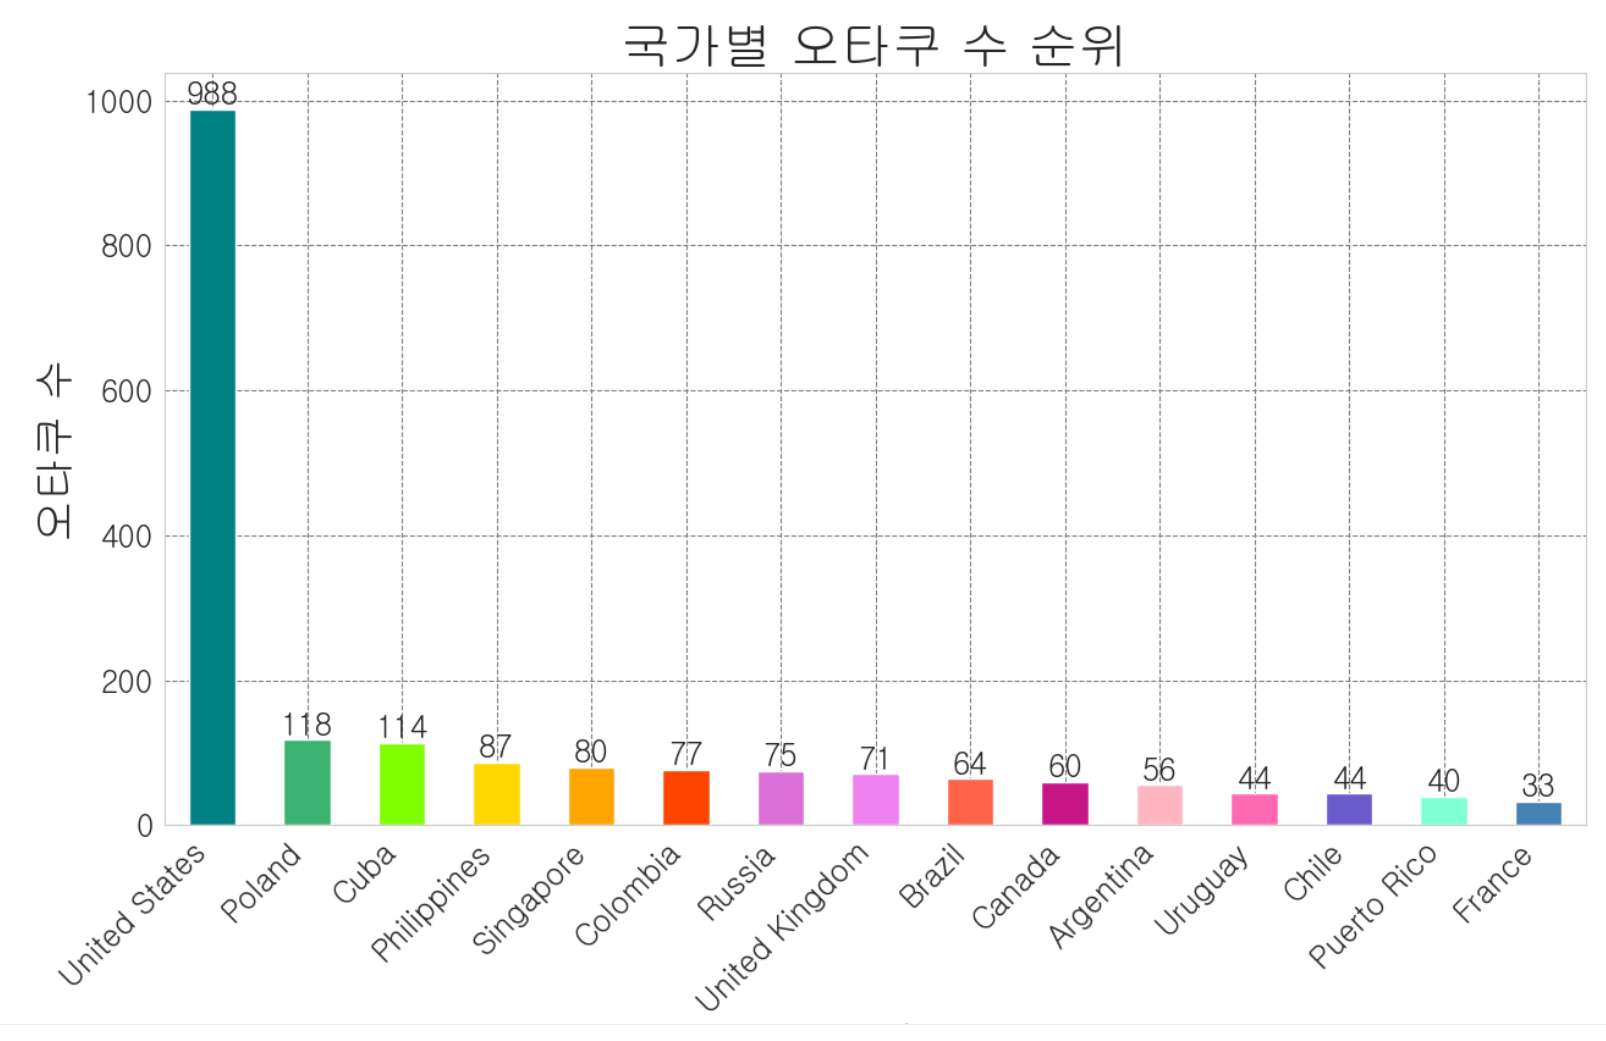 국가별 오타쿠 수 순위
오타쿠 수
1000
800
600
400
200
0
988
118
114
87
80
77
75
71
64
60
56
44
44
40
33
United States
Poland
Cuba
Philippines
Singapore
Colombia
Russia
United Kingdom
Brazil
Canada
Argentina
Uruguay
Chile
Puerto Rico
France